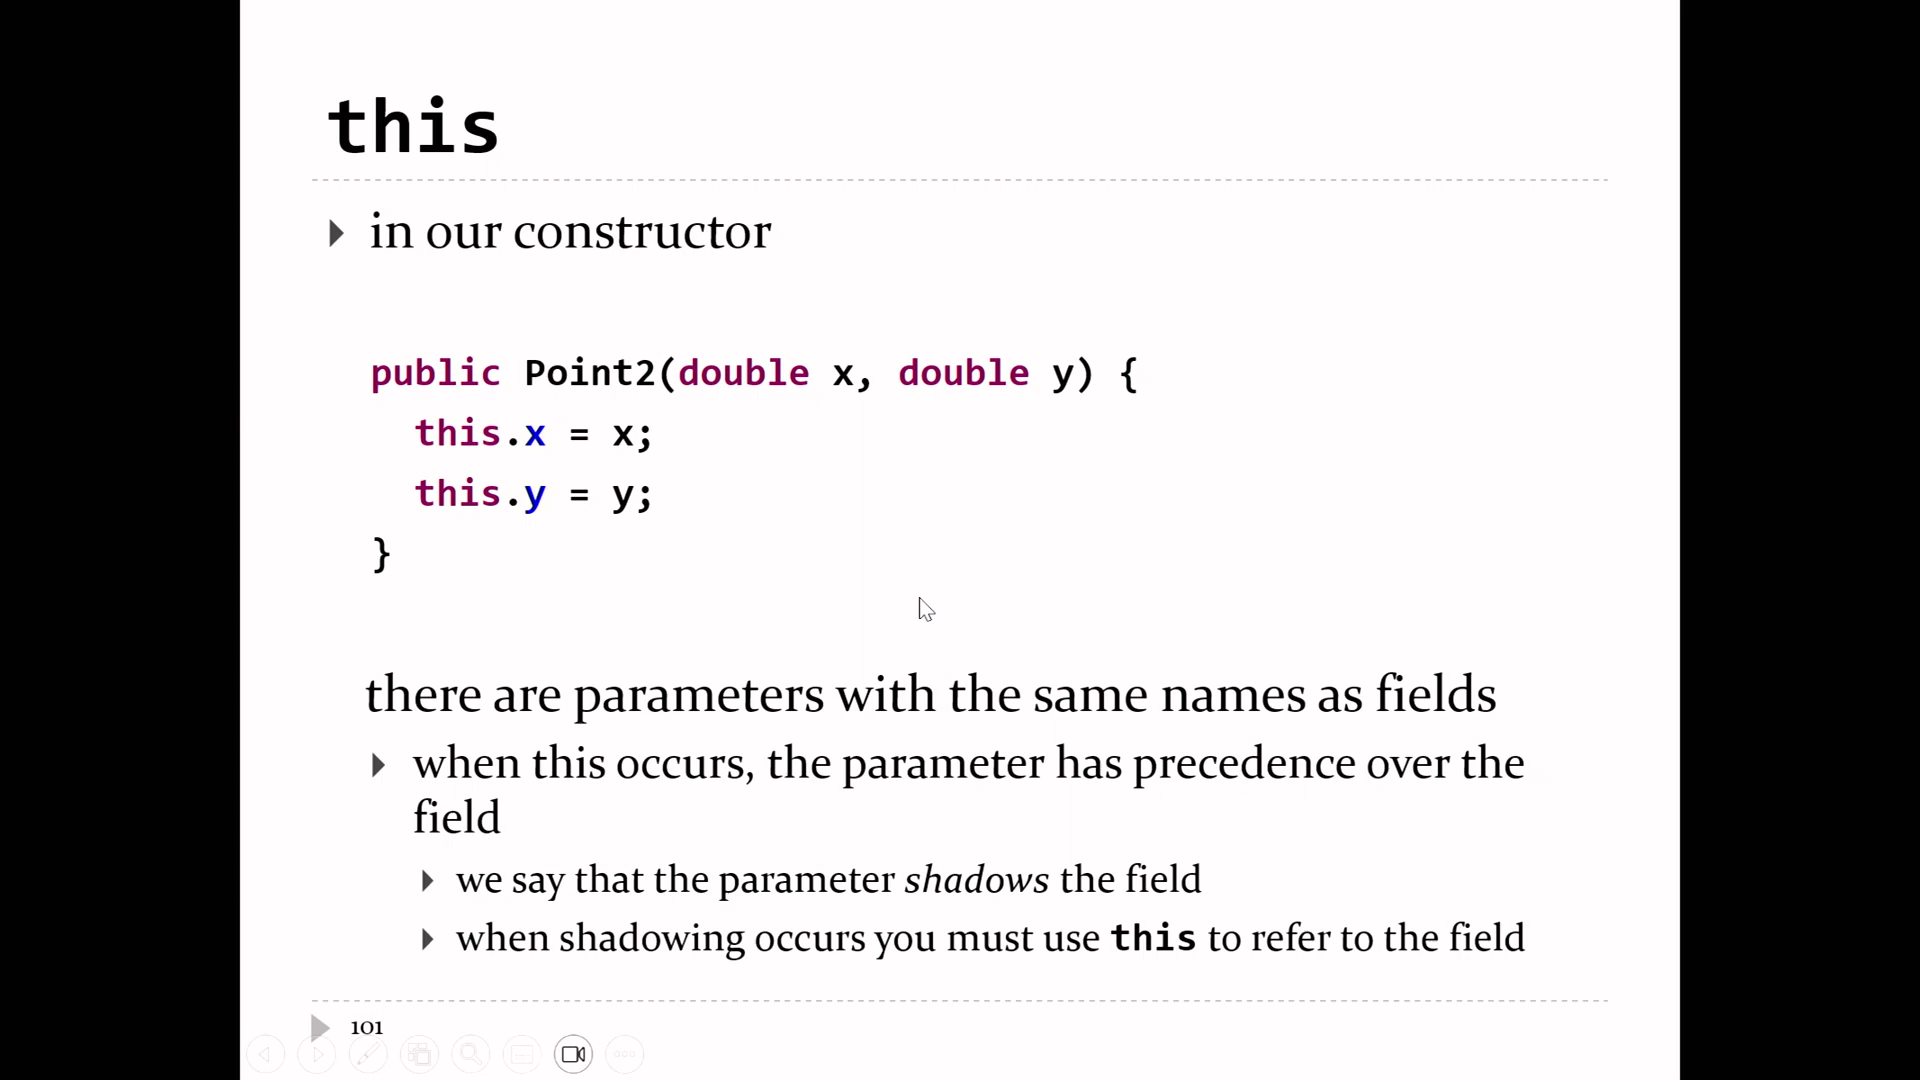 this
in our constructor
public Point2(double x, double y) {
this.x = x;
this.y = y;
}
there are parameters with the same names as fields
when this occurs, the parameter has precedence over the
field
we say that the parameter shadows the field
when shadowing occurs you must use this to refer to the field
101